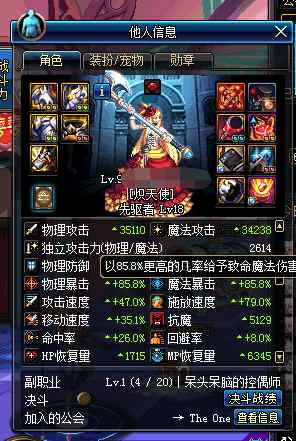 他人信息
角色 装扮/宠物 勋章
Lv.9
[炽天使]
先驱者 Lv18
物理攻击 35110 魔法攻击 34238
独立攻击力(物理/魔法) 2614
物理防御 以85.8%更高的几率给予致命魔法伤害
物理暴击 +85.8% 魔法暴击 +85.8%
攻击速度 +47.0% 施放速度 +79.0%
移动速度 +35.1% 抗魔 5129
命中率 +26.0% 回避率 +8.0%
HP恢复量 1715 MP恢复量 6345
副职业 Lv.1 (4 / 20) | 呆头呆脑的控偶师
决斗 决斗战绩
加入的公会 → The One 查看信息
战
决斗
力